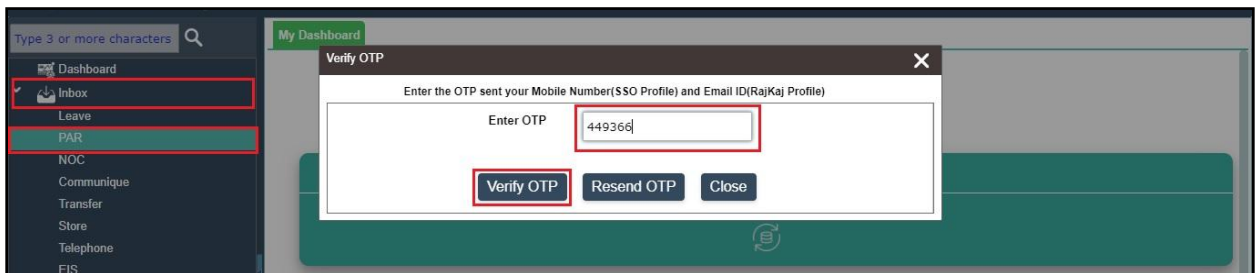 Type 3 or more characters
Dashboard
Inbox
Leave
PAR
NOC
Communique
Transfer
Store
Telephone
EIS
My Dashboard
Verify OTP
Enter the OTP sent your Mobile Number(SSO Profile) and Email ID(RajKaj Profile)
Enter OTP 449366
Verify OTP Resend OTP Close